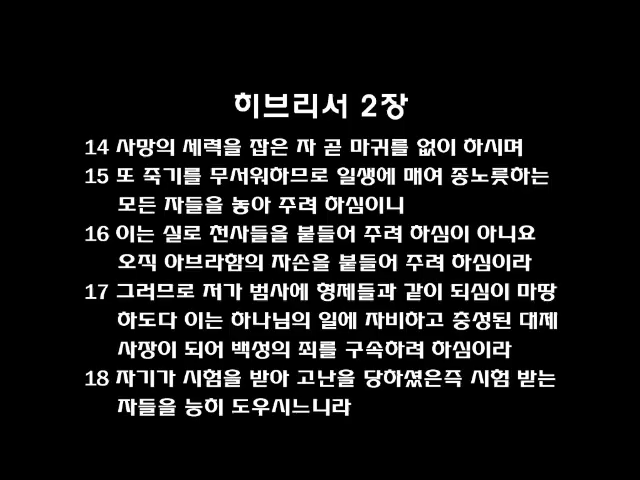 히브리서 2장
14 사망의 세력을 잡은 자 곧 마귀를 없이 하시며
15 또 죽기를 무서워하므로 일생에 매여 종노릇하는
모든 자들을 놓아 주려 하심이니
16 이는 실로 천사들을 붙들어 주려 하심이 아니요
오직 아브라함의 자손을 붙들어 주려 하심이라
17 그러므로 저가 범사에 형제들과 같이 되심이 마땅
하도다 이는 하나님의 일에 자비하고 충성된 대제
사장이 되어 백성의 죄를 구속하려 하심이라
18 자기가 시험을 받아 고난을 당하셨은즉 시험 받는
자들을 능히 도우시느니라